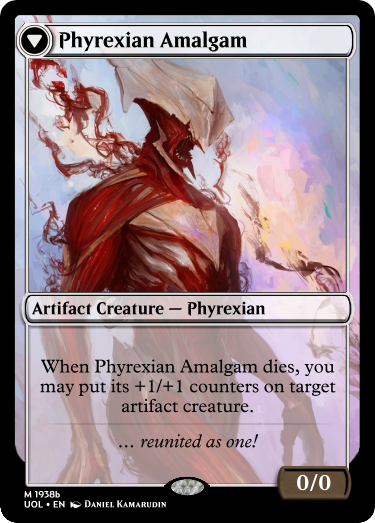 Phyrexian Amalgam
Artifact Creature — Phyrexian
When Phyrexian Amalgam dies, you
may put its +1/+1 counters on target
artifact creature.
… reunited as one!
0/0
M 1938b
UOL • EN Daniel Kamarudin